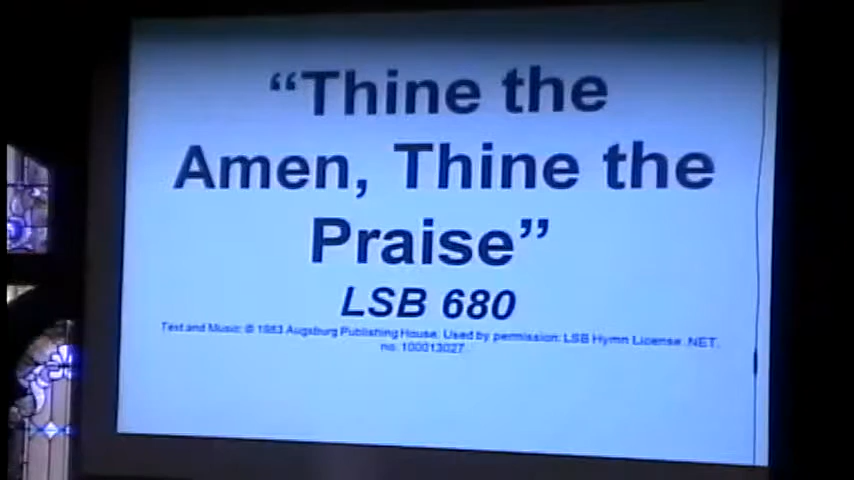 “Thine the
Amen, Thine the
Praise”
LSB 680
Text and Music: © 1983 Augsburg Publishing House. Used by permission: LSB Hymn License .NET,
no. 100013027